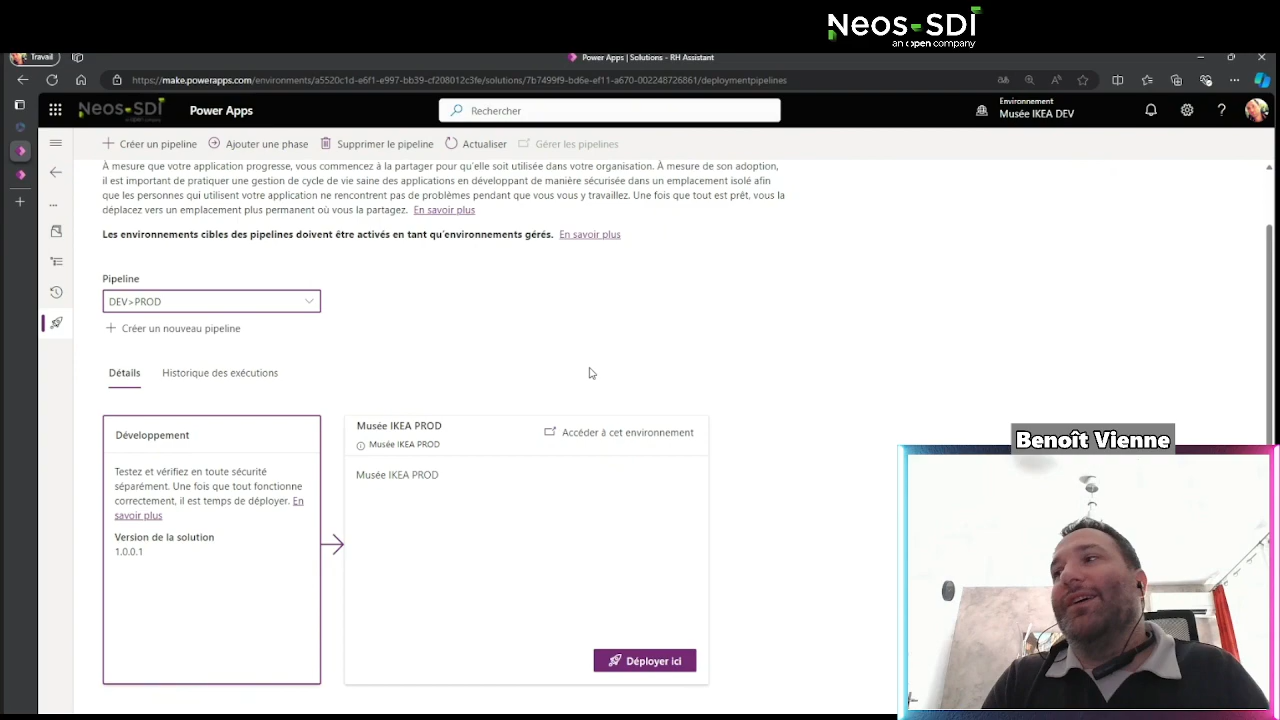 Neos-SDI
an open company
Travail
Power Apps | Solutions - RH Assistant
https://make.powerapps.com/environments/a5520c1d-e6f1-e997-bb39-cf208012c3fe/solutions/7b7499f9-bd6e-ef11-a670-002248726861/deploymentpipelines
Neos-SDI
Power Apps
Rechercher
Environnement
Musée IKEA DEV
Créer un pipeline
Ajouter une phase
Supprimer le pipeline
Actualiser
Gérer les pipelines
À mesure que votre application progresse, vous commencez à la partager pour qu'elle soit utilisée dans votre organisation. À mesure de son adoption,
il est important de pratiquer une gestion de cycle de vie saine des applications en développant de manière sécurisée dans un emplacement isolé afin
que les personnes qui utilisent votre application ne rencontrent pas de problèmes pendant que vous vous y travaillez. Une fois que tout est prêt, vous la
déplacez vers un emplacement plus permanent où vous la partagez. En savoir plus
Les environnements cibles des pipelines doivent être activés en tant qu'environnements gérés. En savoir plus
Pipeline
DEV>PROD
Créer un nouveau pipeline
Détails
Historique des exécutions
Développement
Testez et vérifiez en toute sécurité
séparément. Une fois que tout fonctionne
correctement, il est temps de déployer. En
savoir plus
Version de la solution
1.0.0.1
Musée IKEA PROD
Musée IKEA PROD
Accéder à cet environnement
Musée IKEA PROD
Déployer ici
Benoît Vienne